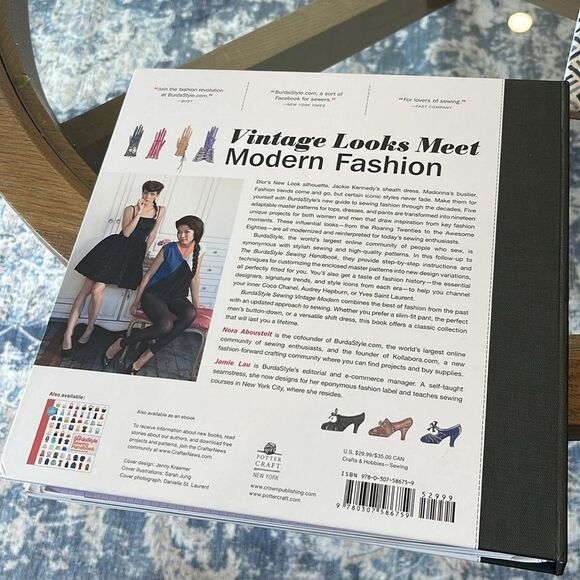 "Join the fashion revolution
at BurdaStyle.com."
—BUST
"BurdaStyle.com, a sort of
Facebook for sewers."
—NEW YORK TIMES
"For lovers of sewing."
—FAST COMPANY
Vintage Looks Meet
Modern Fashion
Dior's New Look silhouette. Jackie Kennedy's sheath dress. Madonna's bustier.
Fashion trends come and go, but certain iconic styles never fade. Make them for
yourself with BurdaStyle's new guide to sewing fashion through the decades. Five
adaptable master patterns for tops, dresses, and pants are transformed into nineteen
unique projects for both women and men that draw inspiration from key fashion
moments. These influential looks—from the Roaring Twenties to the Awesome
Eighties—are all modernized and reinterpreted for today's sewing enthusiasts.
BurdaStyle, the world's largest online community of people who sew, is
synonymous with stylish sewing and high-quality patterns. In this follow-up to
The BurdaStyle Sewing Handbook, they provide step-by-step instructions and
techniques for customizing the enclosed master patterns into new design variations,
all perfectly fitted for you. You'll also get a taste of fashion history—the essential
designers, signature trends, and style icons from each era—to help you channel
your inner Coco Chanel, Audrey Hepburn, or Yves Saint Laurent.
BurdaStyle Sewing Vintage Modern combines the best of fashion from the past
with an updated approach to sewing. Whether you prefer a slim-fit pant, the perfect
men's button-down, or a versatile shift dress, this book offers a classic collection
that will last you a lifetime.
Nora Abousteit is the cofounder of BurdaStyle.com, the world's largest online
community of sewing enthusiasts, and the founder of Kollabora.com, a new
fashion-forward crafting community where you can find projects and buy supplies.
Jamie Lau is BurdaStyle's editorial and e-commerce manager. A self-taught
seamstress, she now designs for her eponymous fashion label and teaches sewing
courses in New York City, where she resides.
Also available:
BurdaStyle
Sewing
Handbook
Also available as an ebook
To receive information about new books, read
stories about our authors, and download free
projects and patterns, join the CrafterNews
community at www.CrafterNews.com.
Cover design: Jenny Kraemer
Cover illustrations: Sarah Jung
Cover photograph: Danielle St. Laurent
POTTER
CRAFT
NEW YORK
www.crownpublishing.com
www.pottercraft.com
U.S. $29.99/$35.00 CAN
Crafts & Hobbies—Sewing
ISBN 978-0-307-58675-9
52999
9 780307 586759